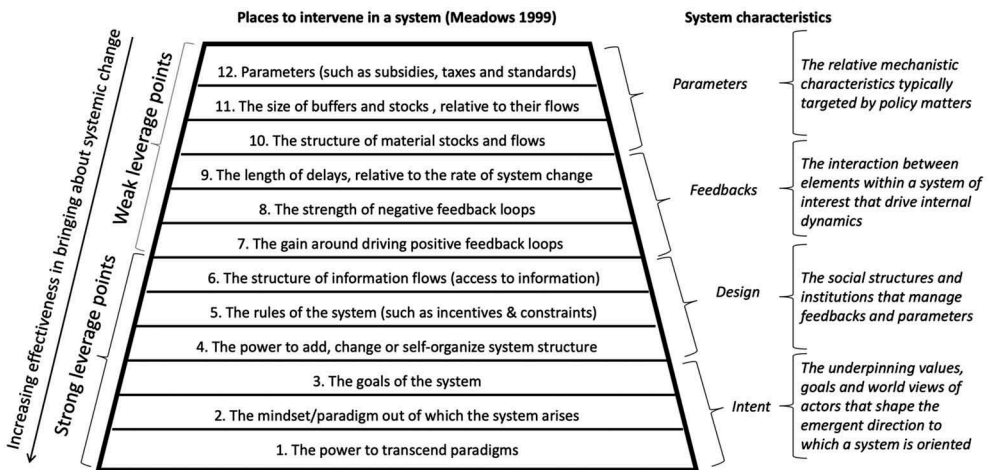 Places to intervene in a system (Meadows 1999)
System characteristics
Increasing effectiveness in bringing about systemic change
Weak leverage points
Strong leverage points
12. Parameters (such as subsidies, taxes and standards)
11. The size of buffers and stocks , relative to their flows
10. The structure of material stocks and flows
9. The length of delays, relative to the rate of system change
8. The strength of negative feedback loops
7. The gain around driving positive feedback loops
6. The structure of information flows (access to information)
5. The rules of the system (such as incentives & constraints)
4. The power to add, change or self-organize system structure
3. The goals of the system
2. The mindset/paradigm out of which the system arises
1. The power to transcend paradigms
Parameters
The relative mechanistic
characteristics typically
targeted by policy matters
Feedbacks
The interaction between
elements within a system of
interest that drive internal
dynamics
Design
The social structures and
institutions that manage
feedbacks and parameters
Intent
The underpinning values,
goals and world views of
actors that shape the
emergent direction to
which a system is oriented